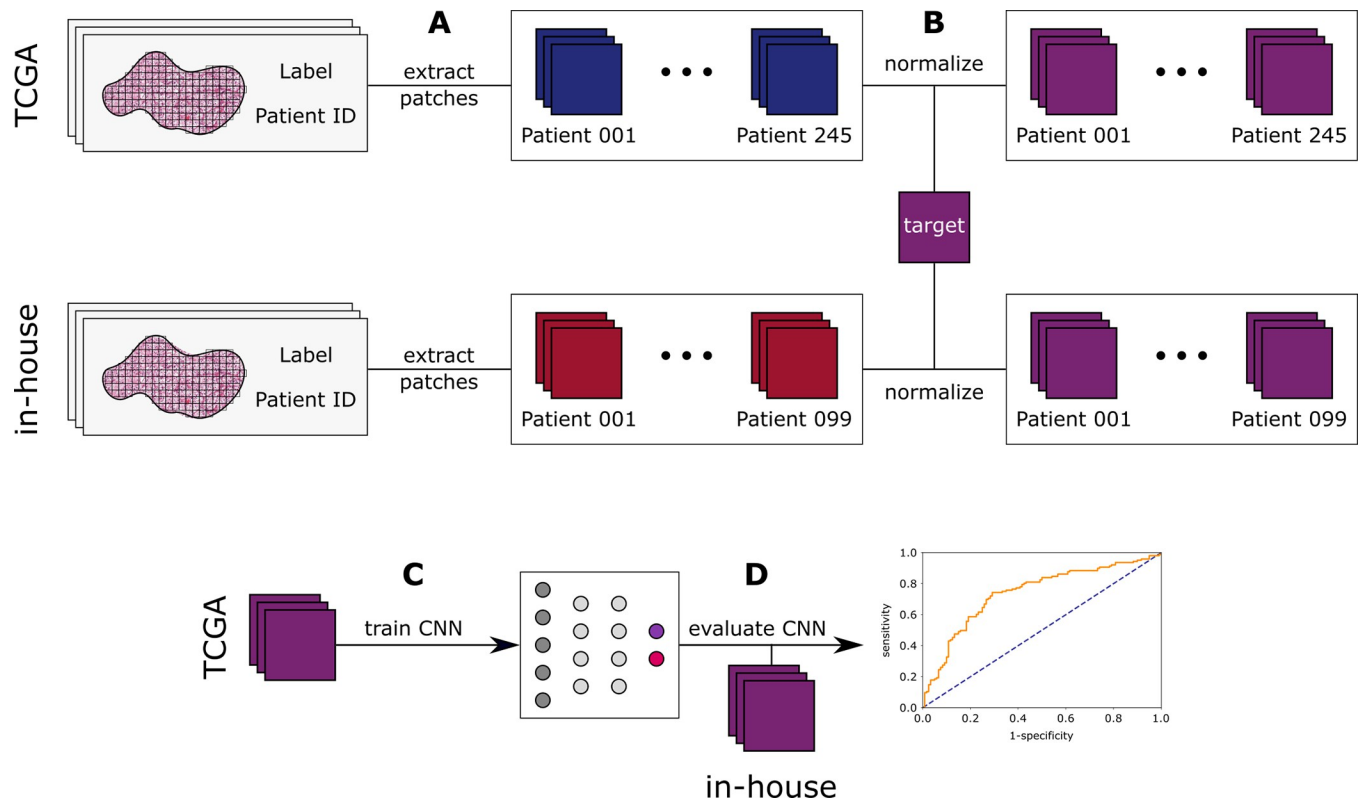 TCGA
Label
Patient ID
A
extract
patches
Patient 001
Patient 245
B
normalize
Patient 001
Patient 245
target
in-house
Label
Patient ID
extract
patches
Patient 001
Patient 099
normalize
Patient 001
Patient 099
TCGA
C
train CNN
D
evaluate CNN
in-house
sensitivity
1.0
0.8
0.6
0.4
0.2
0.0
0.0 0.2 0.4 0.6 0.8 1.0
1-specificity